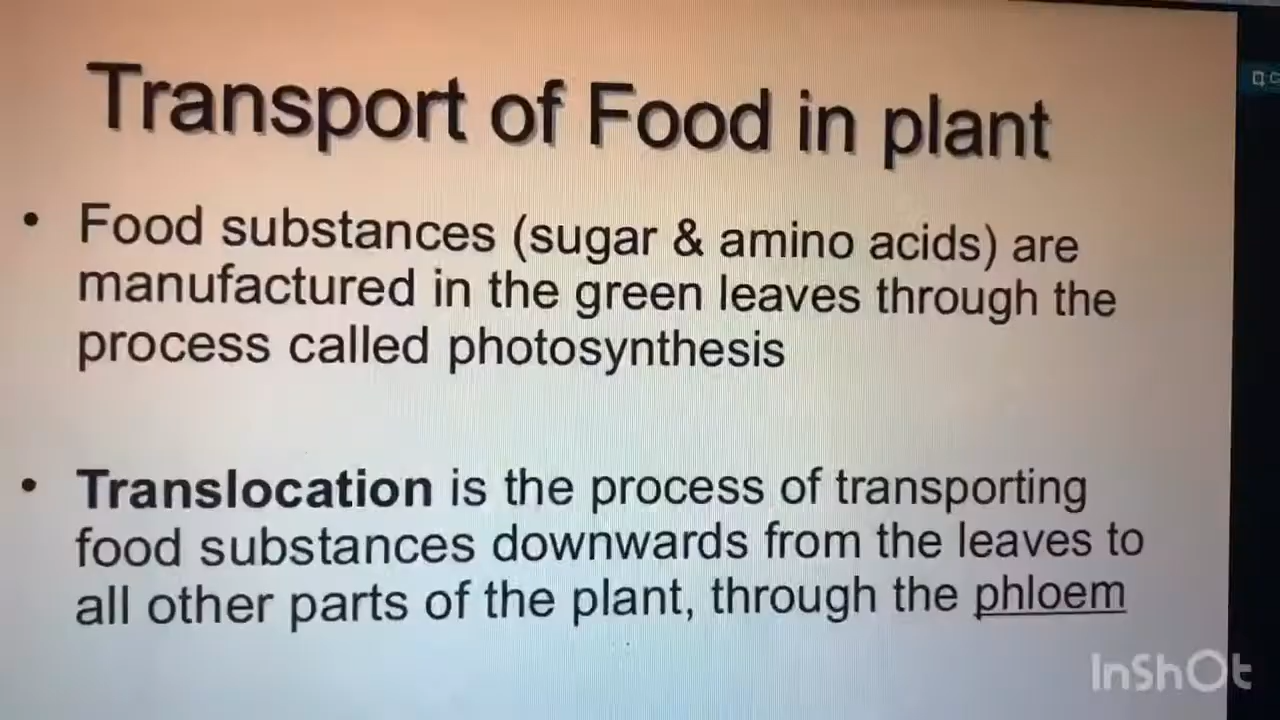 Transport of Food in plant
• Food substances (sugar & amino acids) are
manufactured in the green leaves through the
process called photosynthesis
• Translocation is the process of transporting
food substances downwards from the leaves to
all other parts of the plant, through the phloem
InShOt